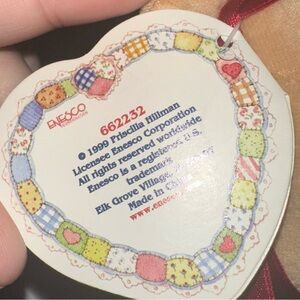 ENESCO
662232
© 1999 Priscilla Hillman
Licensee Enesco Corporation
All rights reserved worldwide
Enesco is a registered U.S.
trademark
Elk Grove Village,
Made in China
www.enesco